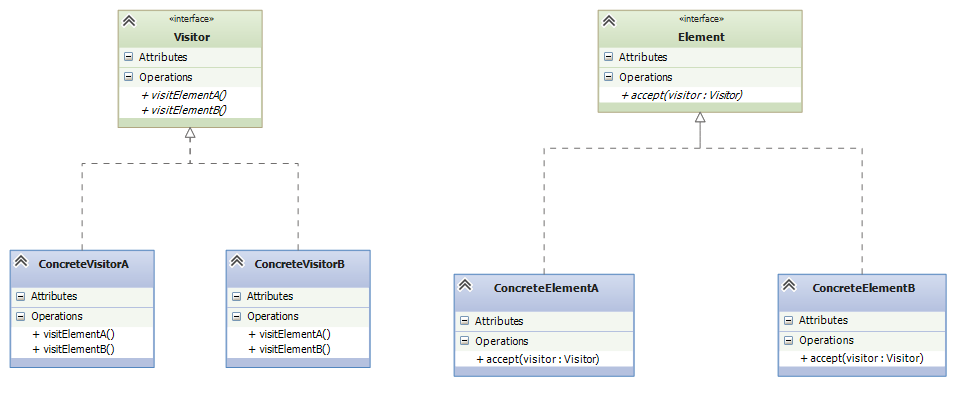 «interface»
Visitor
Attributes
Operations
+ visitElementA()
+ visitElementB()
«interface»
Element
Attributes
Operations
+ accept(visitor : Visitor)
ConcreteVisitorA
Attributes
Operations
+ visitElementA()
+ visitElementB()
ConcreteVisitorB
Attributes
Operations
+ visitElementA()
+ visitElementB()
ConcreteElementA
Attributes
Operations
+ accept(visitor : Visitor)
ConcreteElementB
Attributes
Operations
+ accept(visitor : Visitor)